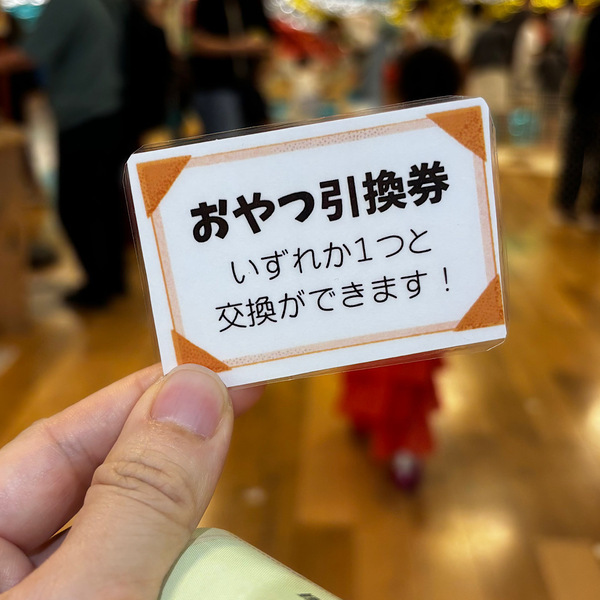 おやつ引換券
いずれか1つと
交換ができます！